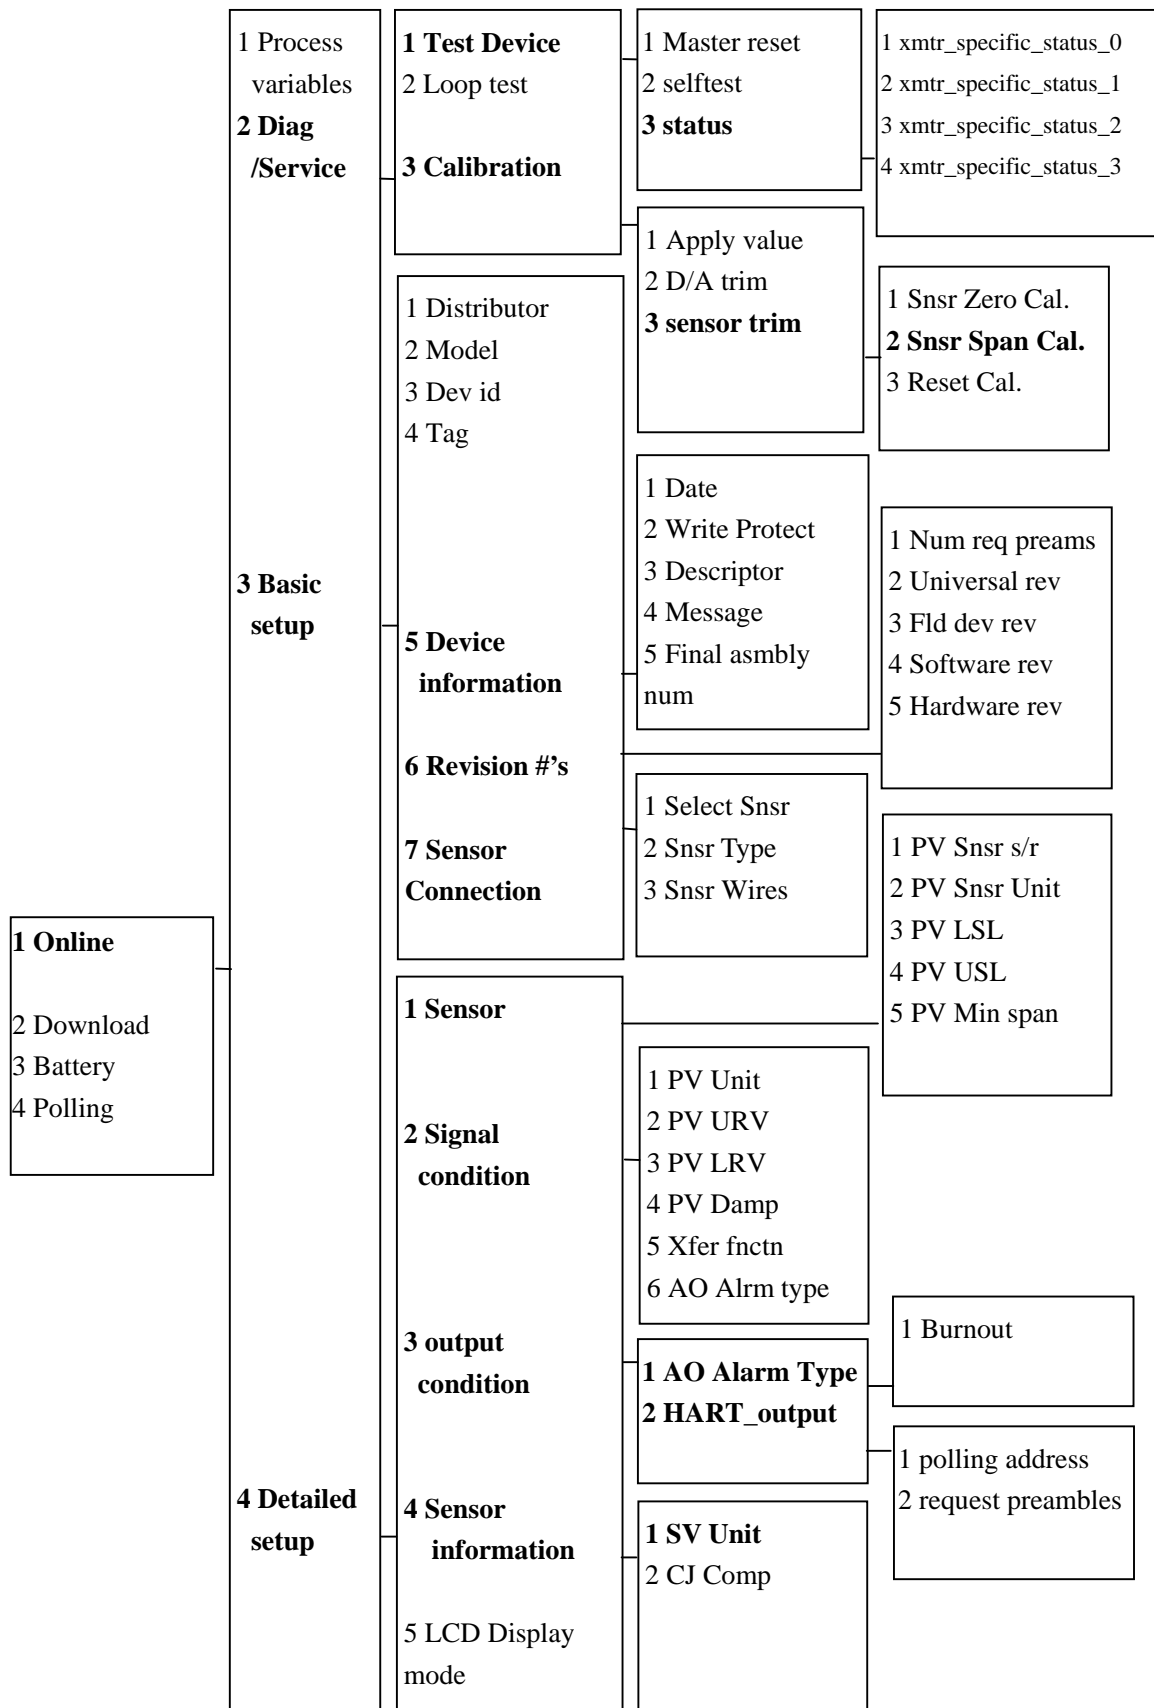 1 Online
2 Download
3 Battery
4 Polling
1 Process
variables
2 Diag
/Service
3 Basic
setup
4 Detailed
setup
1 Test Device
2 Loop test
3 Calibration
1 Distributor
2 Model
3 Dev id
4 Tag
5 Device
information
6 Revision #’s
7 Sensor
Connection
1 Sensor
2 Signal
condition
3 output
condition
4 Sensor
information
5 LCD Display
mode
1 Master reset
2 selftest
3 status
1 Apply value
2 D/A trim
3 sensor trim
1 Date
2 Write Protect
3 Descriptor
4 Message
5 Final asmbly
num
1 Select Snsr
2 Snsr Type
3 Snsr Wires
1 PV Unit
2 PV URV
3 PV LRV
4 PV Damp
5 Xfer fnctn
6 AO Alrm type
1 AO Alarm Type
2 HART_output
1 SV Unit
2 CJ Comp
1 xmtr_specific_status_0
2 xmtr_specific_status_1
3 xmtr_specific_status_2
4 xmtr_specific_status_3
1 Snsr Zero Cal.
2 Snsr Span Cal.
3 Reset Cal.
1 Num req preams
2 Universal rev
3 Fld dev rev
4 Software rev
5 Hardware rev
1 PV Snsr s/r
2 PV Snsr Unit
3 PV LSL
4 PV USL
5 PV Min span
1 Burnout
1 polling address
2 request preambles